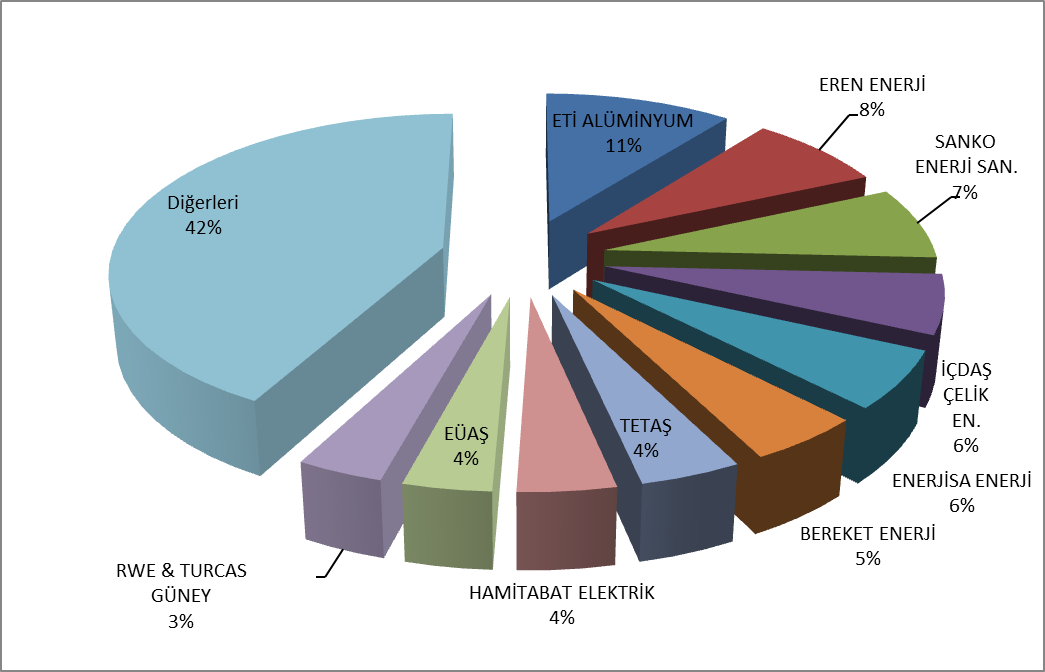 ETİ ALÜMİNYUM
11%
EREN ENERJİ
8%
SANKO
ENERJİ SAN.
7%
İÇDAŞ
ÇELİK
EN.
6%
ENERJİSA ENERJİ
6%
BEREKET ENERJİ
5%
TETAŞ
4%
HAMİTABAT ELEKTRİK
4%
EÜAŞ
4%
RWE & TURCAS
GÜNEY
3%
Diğerleri
42%